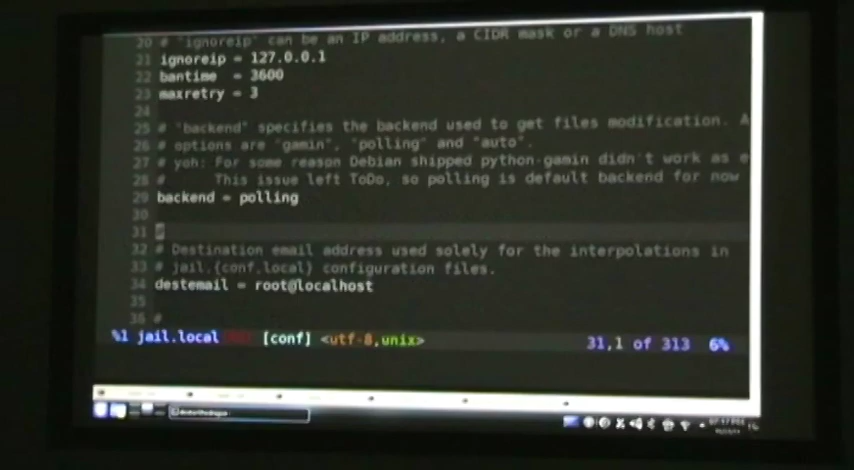 20 # "ignoreip" can be an IP address, a CIDR mask or a DNS host
21 ignoreip = 127.0.0.1
22 bantime  = 3600
23 maxretry = 3
24
25 # "backend" specifies the backend used to get files modification. A
26 # options are "gamin", "polling" and "auto".
27 # yoh: For some reason Debian shipped python-gamin didn't work as e
28 #      This issue left ToDo, so polling is default backend for now
29 backend = polling
30
31 #
32 # Destination email address used solely for the interpolations in
33 # jail.{conf,local} configuration files.
34 destemail = root@localhost
35
36 #
%1 jail.local [conf] <utf-8,unix> 31,1 of 313 6%